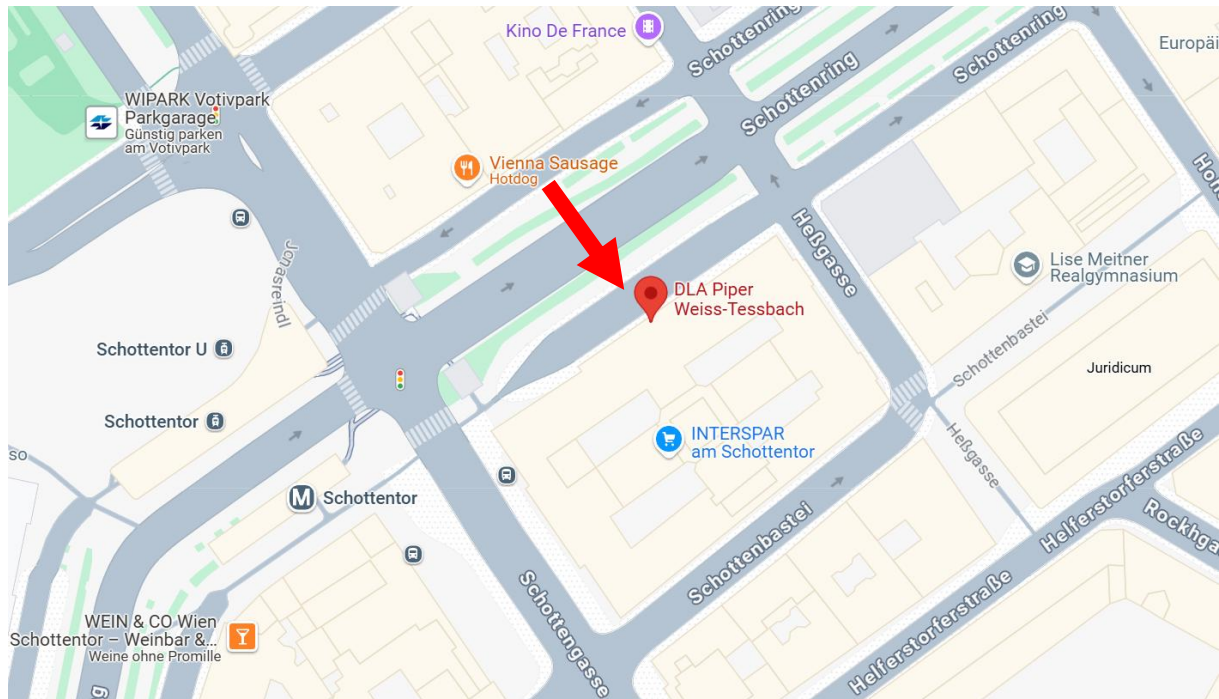 Kino De France
Schottenring
Schottenring
Schottenring
Europäi
WIPARK Votivpark
Parkgarage
Günstig parken
am Votivpark
Vienna Sausage
Hotdog
Hoh
Heßgasse
Jonasreindl
Lise Meitner
Realgymnasium
DLA Piper
Weiss-Tessbach
Schottentor U
Schottenbastei
Juridicum
Schottentor
INTERSPAR
am Schottentor
Heßgasse
so
M Schottentor
Helferstorferstraße
Rockhga
Schottenbastei
Schottengasse
Helferstorferstraße
WEIN & CO Wien
Schottentor – Weinbar &...
Weine ohne Promille
g